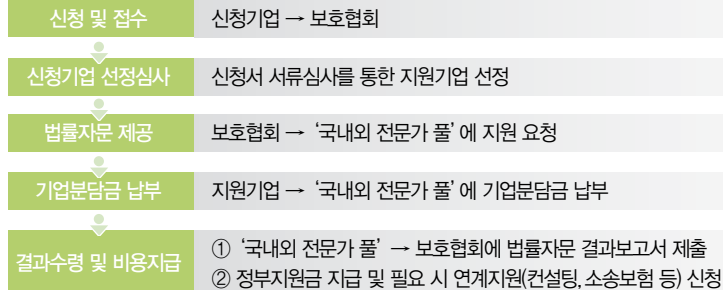 신청 및 접수
신청기업 → 보호협회
신청기업 선정심사
신청서 서류심사를 통한 지원기업 선정
법률자문 제공
보호협회 → ‘국내외 전문가 풀’에 지원 요청
기업분담금 납부
지원기업 → ‘국내외 전문가 풀’에 기업분담금 납부
결과수령 및 비용지급
① ‘국내외 전문가 풀’ → 보호협회에 법률자문 결과보고서 제출
② 정부지원금 지급 및 필요 시 연계지원(컨설팅, 소송보험 등) 신청